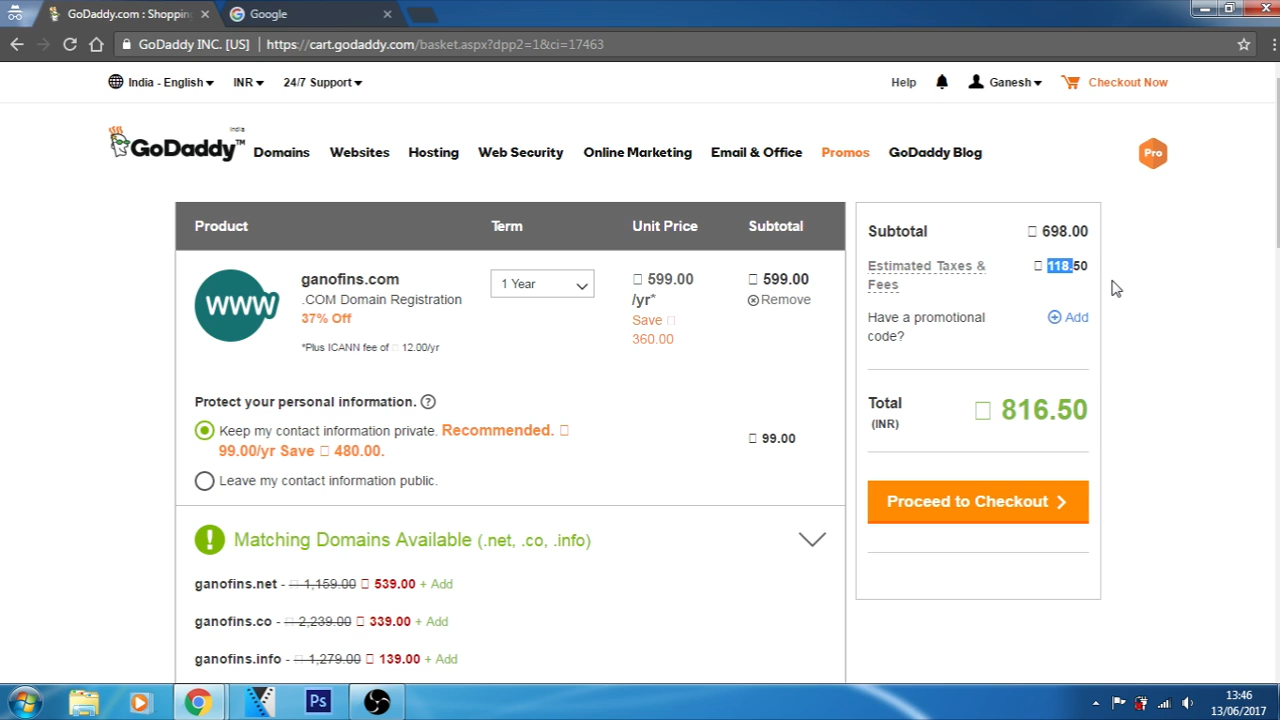 GoDaddy.com : Shopping
Google
GoDaddy INC. [US]
https://cart.godaddy.com/basket.aspx?dpp2=1&ci=17463
India - English
INR
24/7 Support
Help
Ganesh
Checkout Now
India
GoDaddy™
Domains
Websites
Hosting
Web Security
Online Marketing
Email & Office
Promos
GoDaddy Blog
Pro
Product
Term
Unit Price
Subtotal
WWW
ganofins.com
.COM Domain Registration
37% Off
*Plus ICANN fee of 12.00/yr
1 Year
599.00
/yr*
Save
360.00
599.00
Remove
Protect your personal information.
Keep my contact information private. Recommended.
99.00/yr Save 480.00.
99.00
Leave my contact information public.
Matching Domains Available (.net, .co, .info)
ganofins.net - 1,159.00 539.00 + Add
ganofins.co - 2,239.00 339.00 + Add
ganofins.info - 1,279.00 139.00 + Add
Subtotal 698.00
Estimated Taxes & 118.50
Fees
Have a promotional Add
code?
Total 816.50
(INR)
Proceed to Checkout
Ps
13:46
13/06/2017